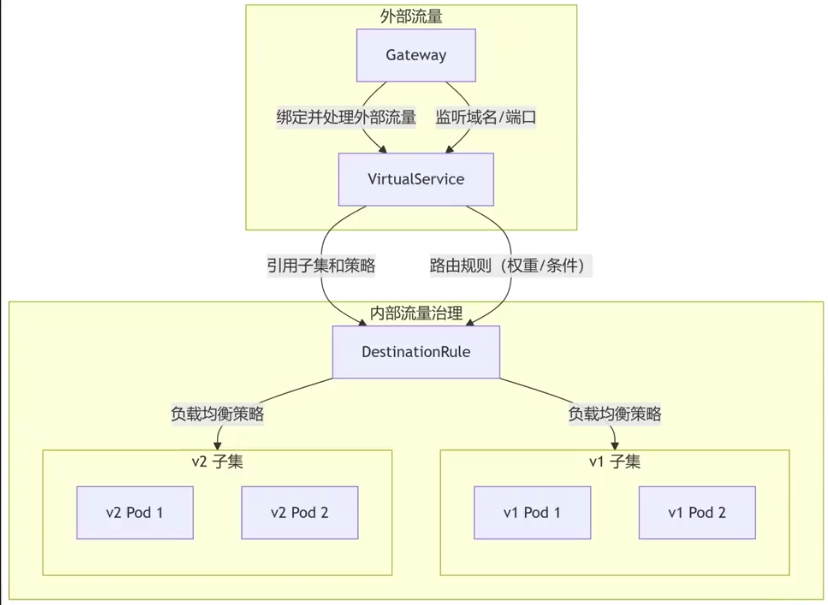 外部流量
Gateway
绑定并处理外部流量
监听域名/端口
VirtualService
引用子集和策略
路由规则（权重/条件）
内部流量治理
DestinationRule
负载均衡策略
负载均衡策略
v2 子集
v1 子集
v2 Pod 1
v2 Pod 2
v1 Pod 1
v1 Pod 2